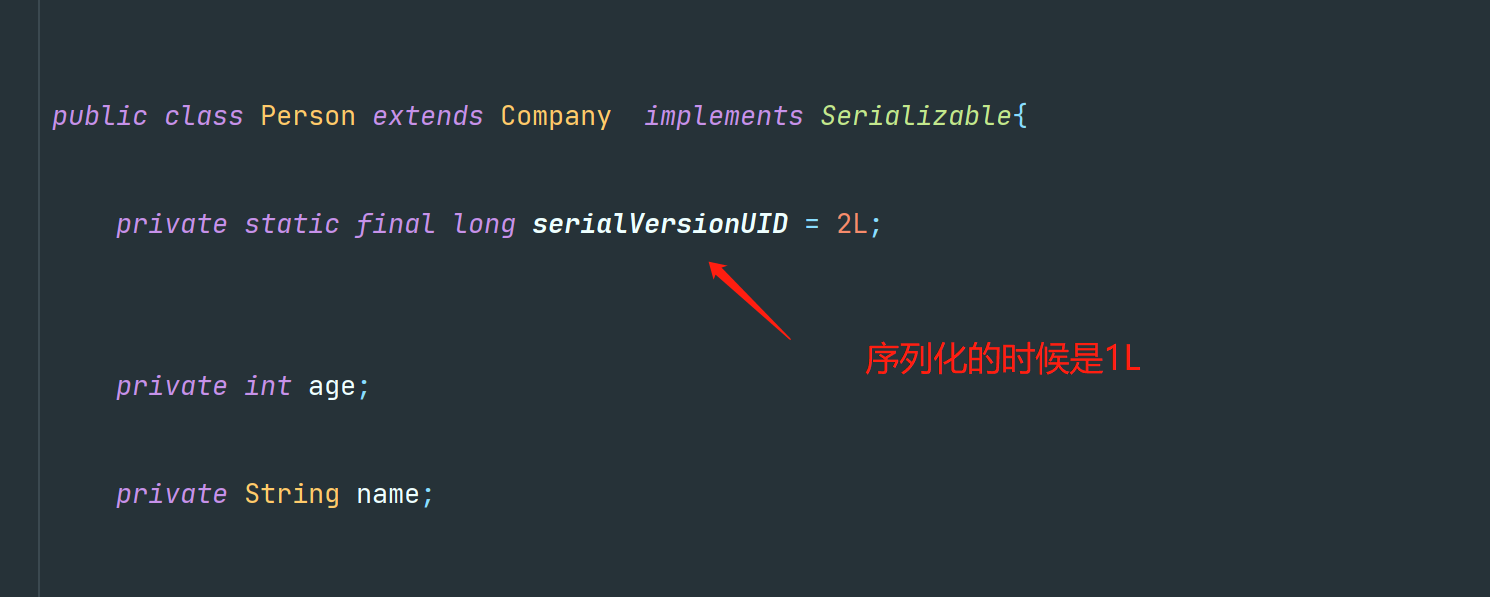 public class Person extends Company  implements Serializable{
private static final long serialVersionUID = 2L;
序列化的时候是1L
private int age;
private String name;